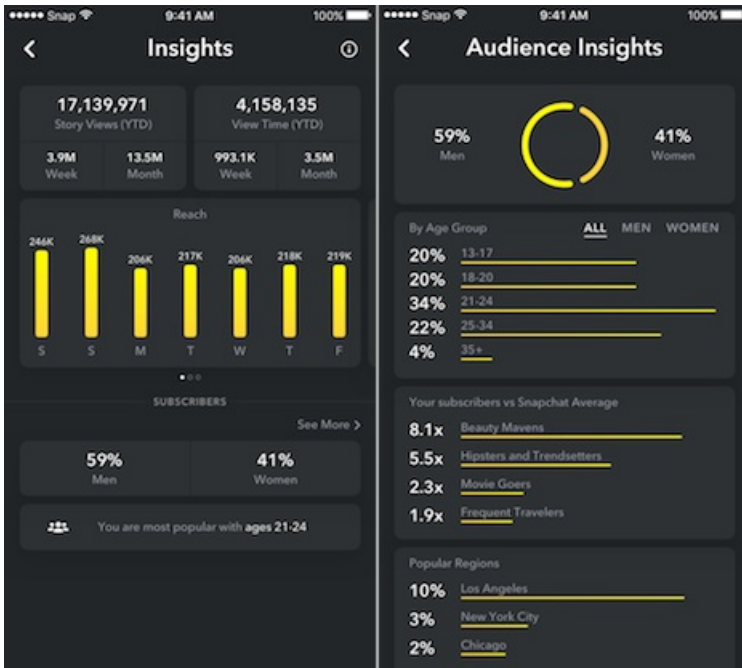 Snap 9:41 AM 100%
Insights
17,139,971 4,158,135
Story Views (YTD) View Time (YTD)
3.9M 13.5M 993.1K 3.5M
Week Month Week Month
Reach
246K 268K 206K 217K 206K 218K 219K
S S M T W T F
SUBSCRIBERS
See More >
59% 41%
Men Women
You are most popular with ages 21-24
Snap 9:41 AM 100%
Audience Insights
59% 41%
Men Women
By Age Group ALL MEN WOMEN
20% 13-17
20% 18-20
34% 21-24
22% 25-34
4% 35+
Your subscribers vs Snapchat Average
8.1x Beauty Mavens
5.5x Hipsters and Trendsetters
2.3x Movie Goers
1.9x Frequent Travelers
Popular Regions
10% Los Angeles
3% New York City
2% Chicago